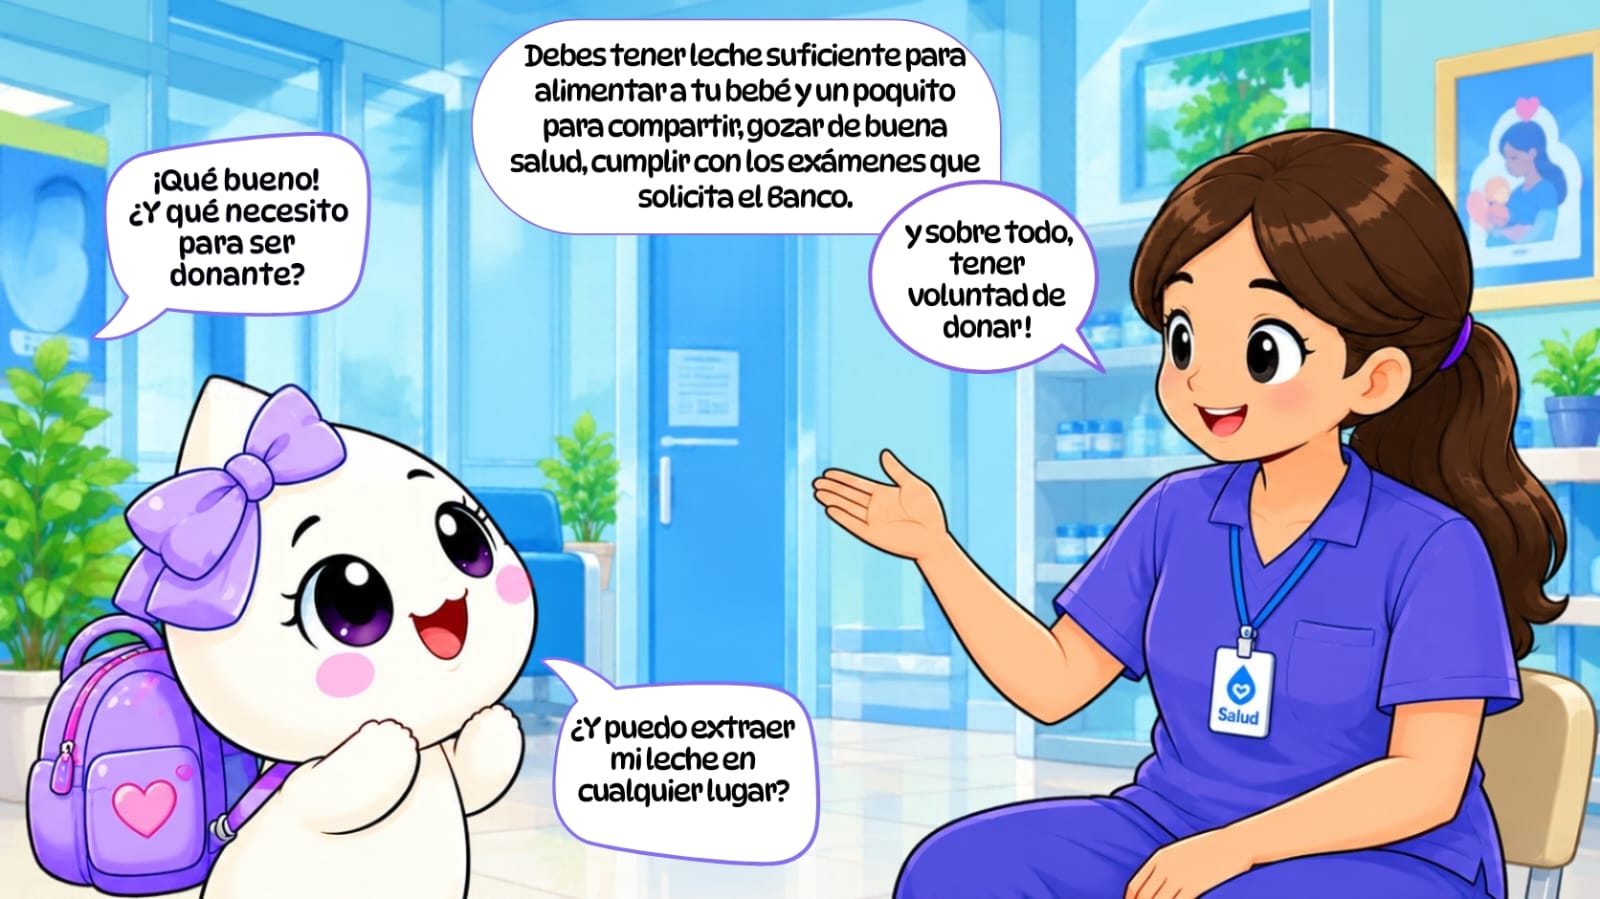 ¡Qué bueno!
¿Y qué necesito
para ser
donante?
Debes tener leche suficiente para
alimentar a tu bebé y un poquito
para compartir, gozar de buena
salud, cumplir con los exámenes que
solicita el Banco.
y sobre todo,
tener
voluntad de
donar!
¿Y puedo extraer
mi leche en
cualquier lugar?
Salud